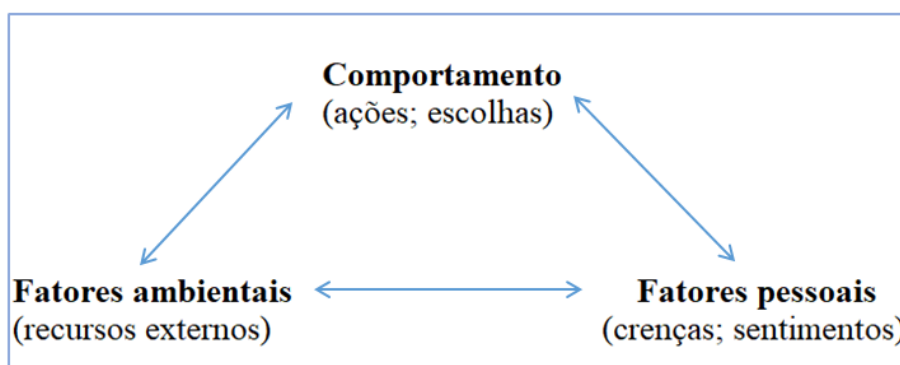 Comportamento
(ações; escolhas)
Fatores ambientais
(recursos externos)
Fatores pessoais
(crenças; sentimentos)